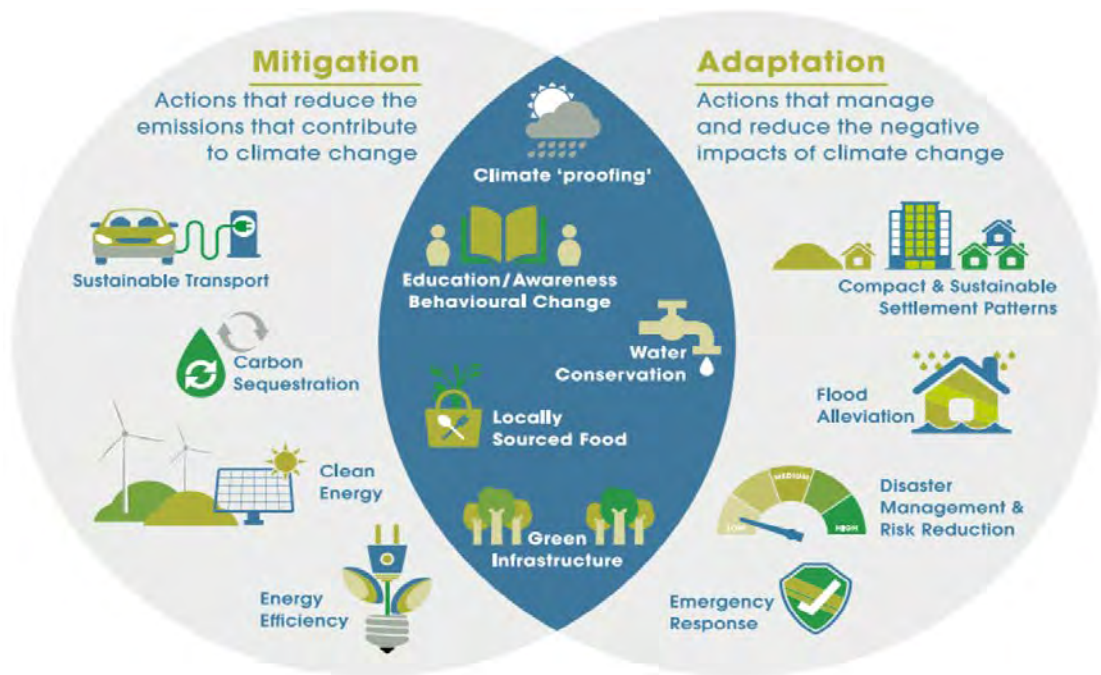 Mitigation
Actions that reduce the
emissions that contribute
to climate change
Sustainable Transport
Carbon
Sequestration
Clean
Energy
Energy
Efficiency
Climate 'proofing'
Education/Awareness
Behavioural Change
Water
Conservation
Locally
Sourced Food
Green
Infrastructure
Adaptation
Actions that manage
and reduce the negative
impacts of climate change
Compact & Sustainable
Settlement Patterns
Flood
Alleviation
LOW
MEDIUM
HIGH
Disaster
Management &
Risk Reduction
Emergency
Response